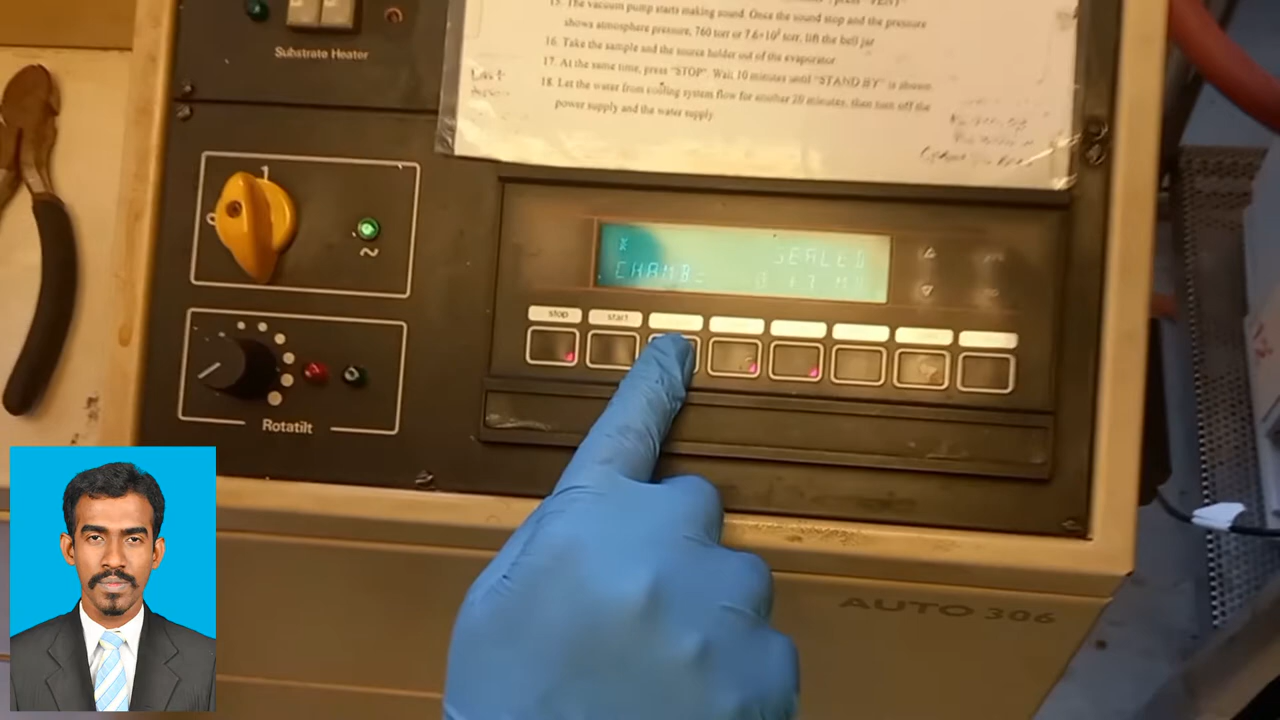 15. The vacuum pump starts making sound. Once the sound stop and the pressure
shows atmosphere pressure, 760 torr or 7.6*10² torr, lift the bell jar
16. Take the sample and the source holder out of the evaporator
17. At the same time, press "STOP". Wait 10 minutes until "STAND BY" is shown
18. Let the water from cooling system flow for another 20 minutes, then turn off the
power supply and the water supply
Substrate Heater
1
0
~
SEALED
CHAMB=
stop
start
Rotatilt
AUTO 306